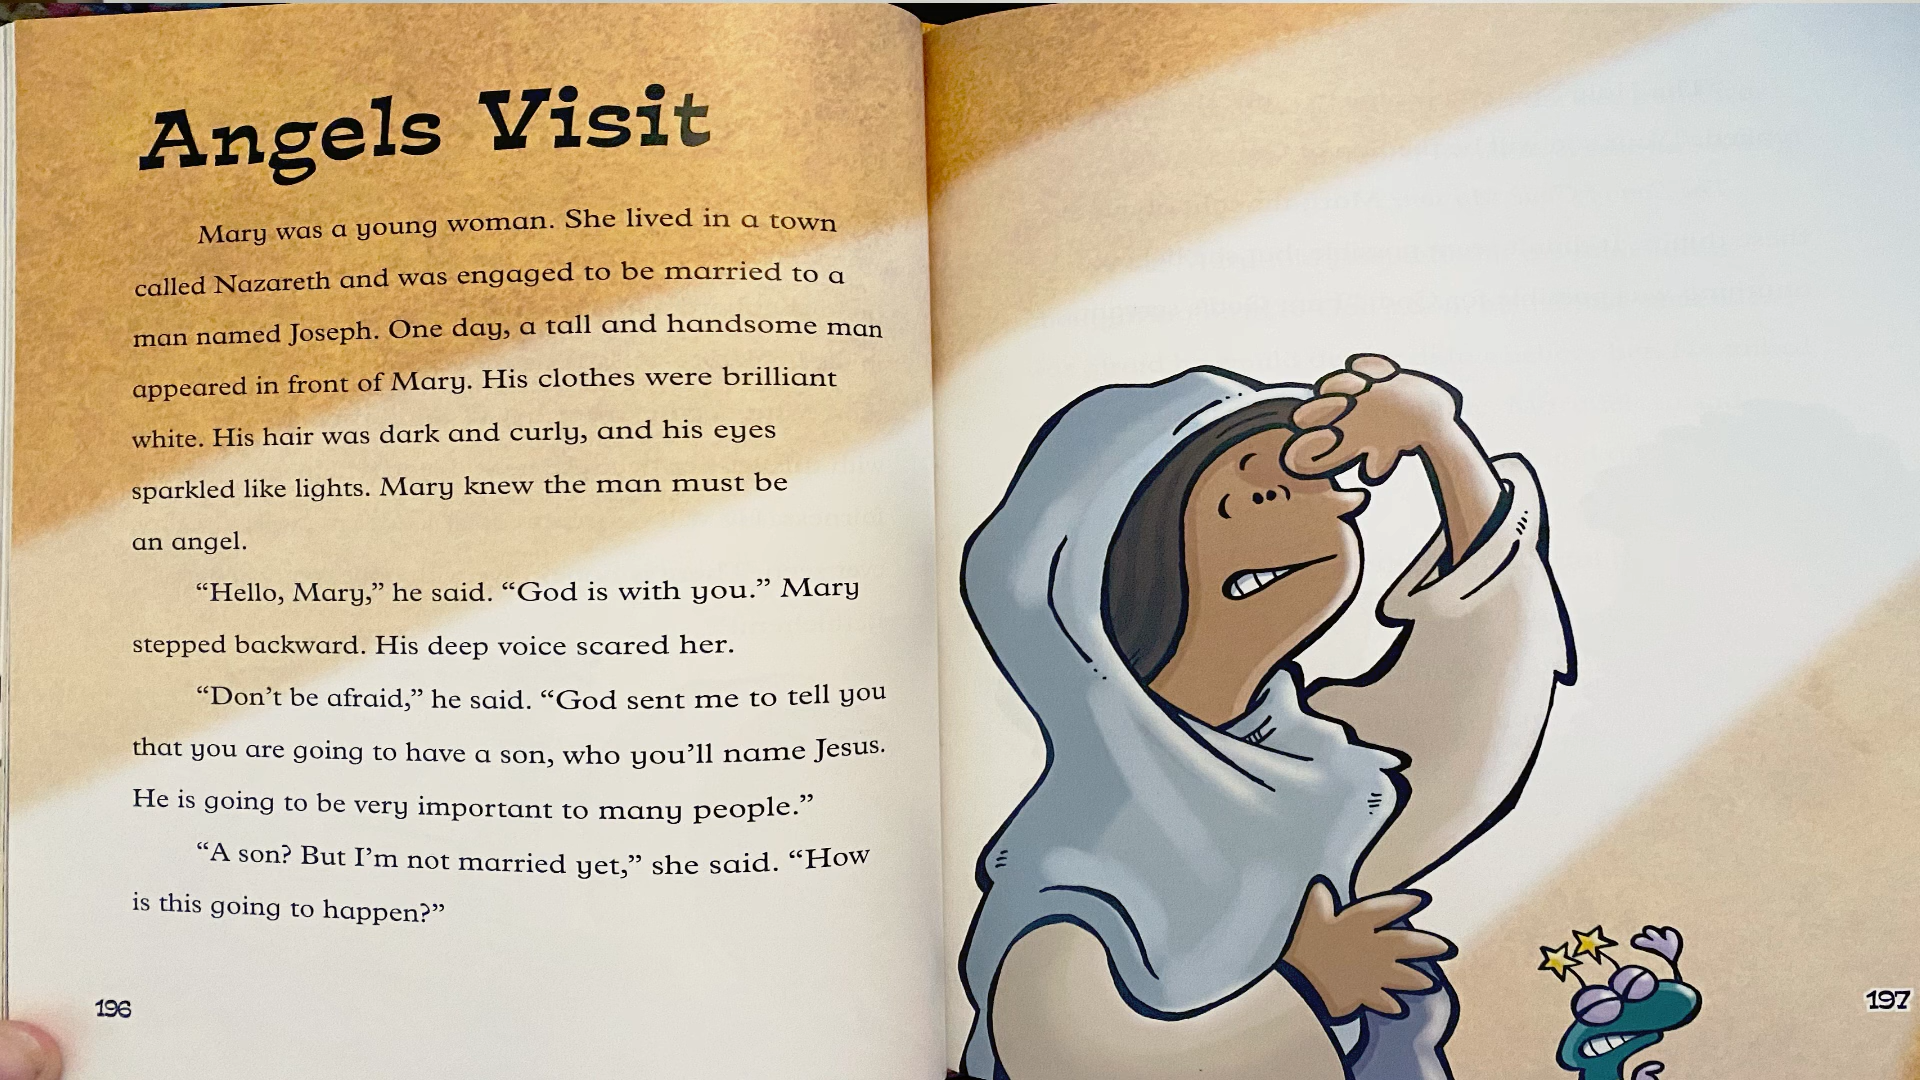 Angels Visit
Mary was a young woman. She lived in a town
called Nazareth and was engaged to be married to a
man named Joseph. One day, a tall and handsome man
appeared in front of Mary. His clothes were brilliant
white. His hair was dark and curly, and his eyes
sparkled like lights. Mary knew the man must be
an angel.
“Hello, Mary,” he said. “God is with you.” Mary
stepped backward. His deep voice scared her.
“Don’t be afraid,” he said. “God sent me to tell you
that you are going to have a son, who you’ll name Jesus.
He is going to be very important to many people.”
“A son? But I’m not married yet,” she said. “How
is this going to happen?”
196
197